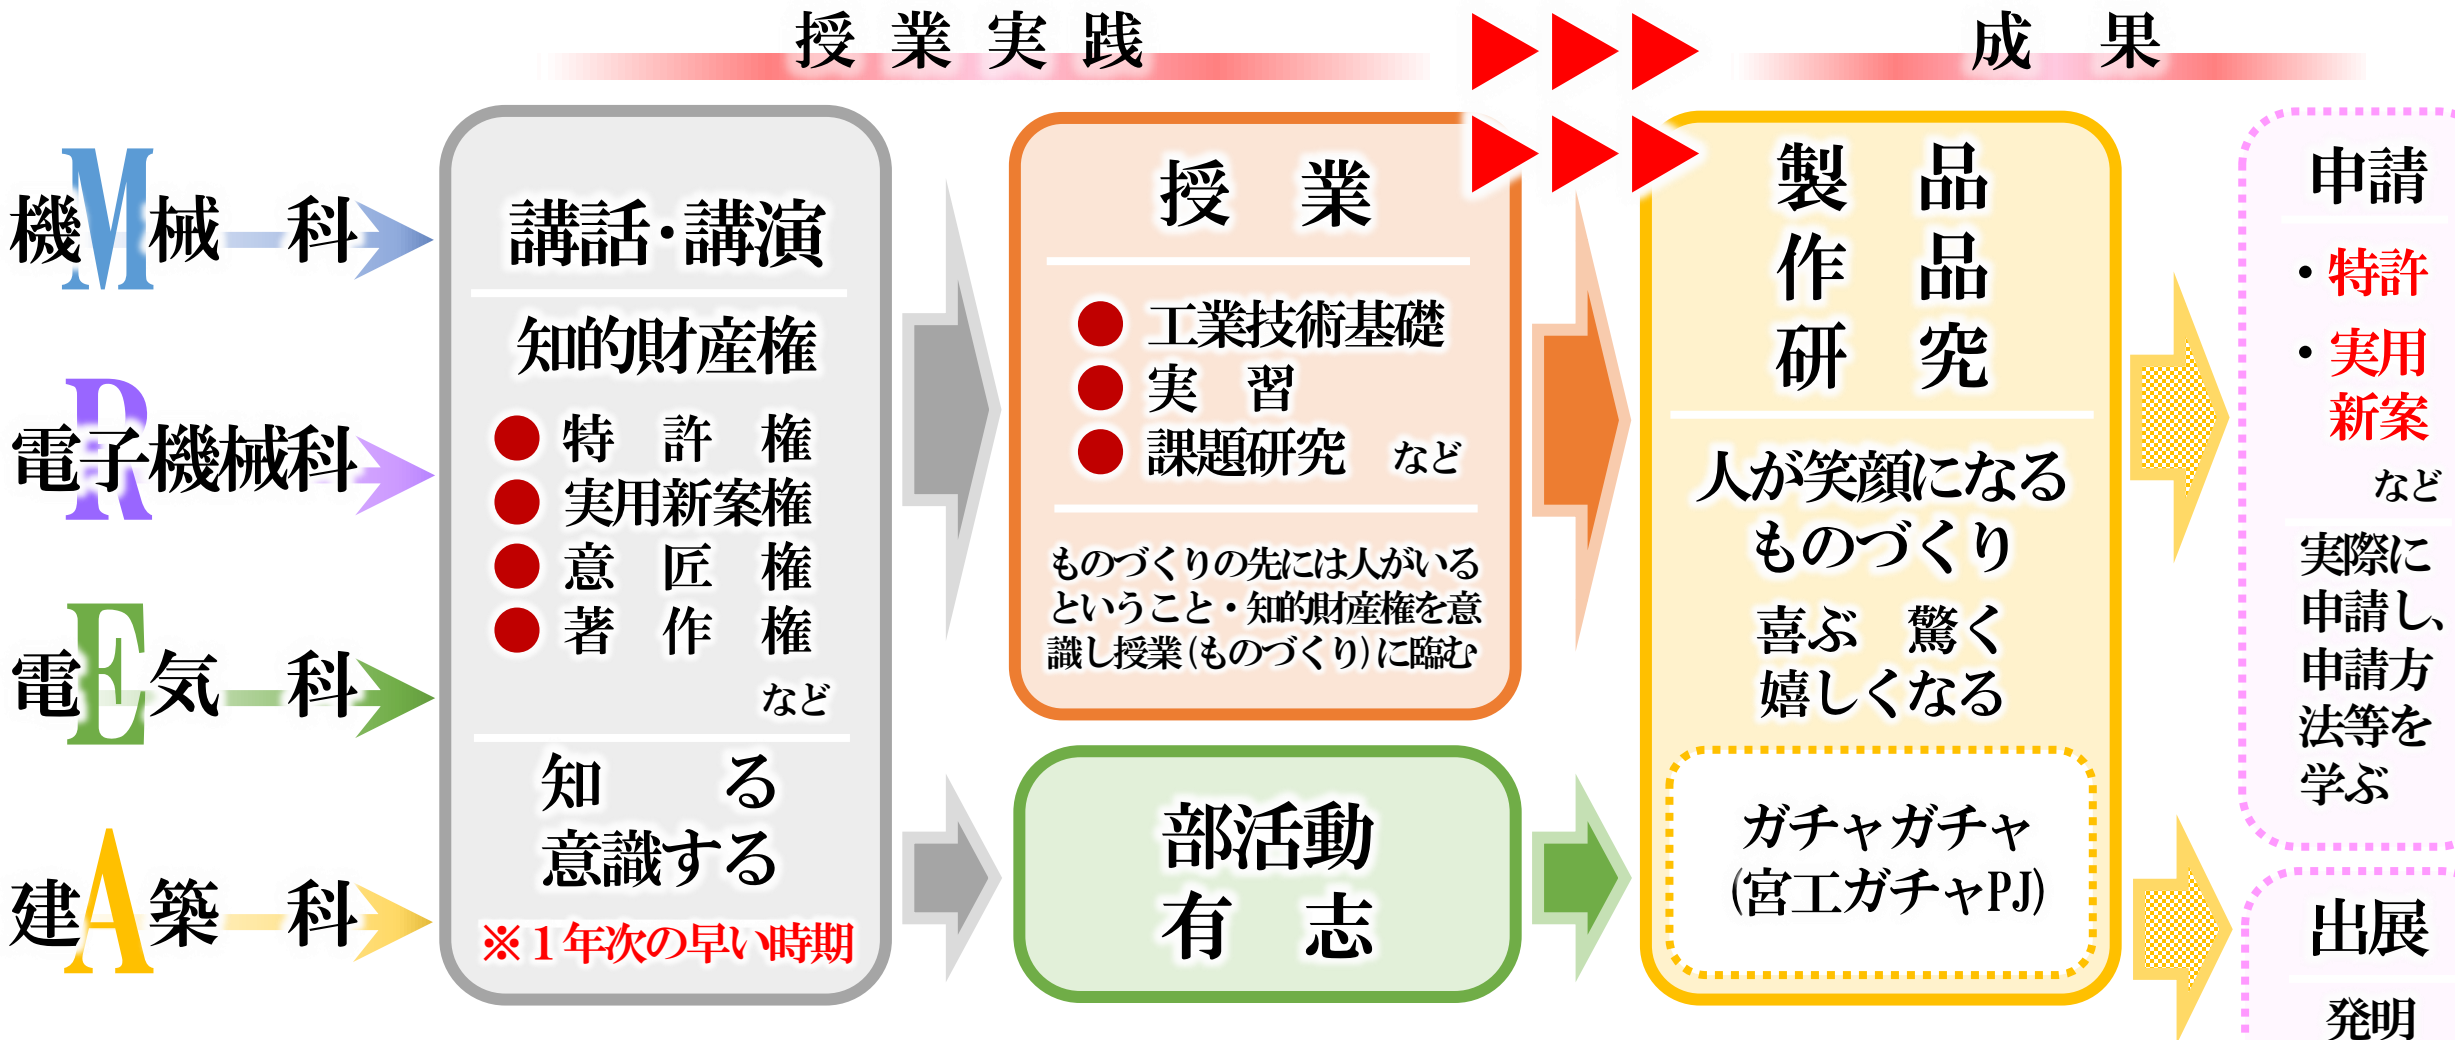 授業実践
成果
M
機械科
R
電子機械科
E
電気科
A
建築科
講話・講演
知的財産権
● 特許権
● 実用新案権
● 意匠権
● 著作権
など
知る
意識する
※１年次の早い時期
授業
● 工業技術基礎
● 実習
● 課題研究 など
ものづくりの先には人がいる
ということ・知的財産権を意
識し授業(ものづくり)に臨む
部活動
有志
製品
作品
研究
人が笑顔になる
ものづくり
喜ぶ 驚く
嬉しくなる
ガチャガチャ
(宮工ガチャPJ)
申請
・特許
・実用
新案
など
実際に
申請し、
申請方
法等を
学ぶ
出展
発明